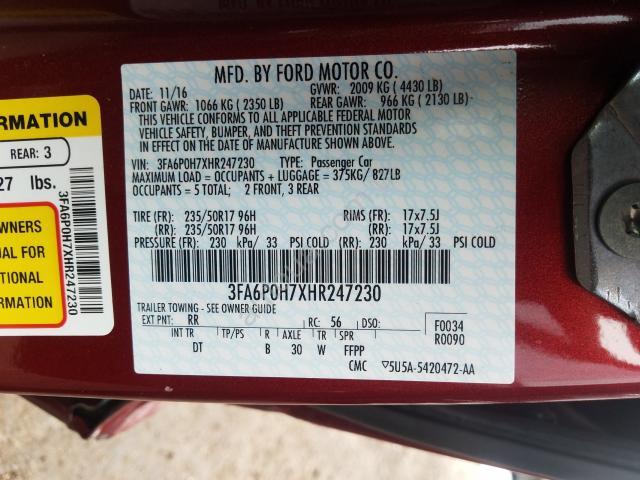 MFD. BY FORD MOTOR CO.
DATE: 11/16 GVWR: 2009 KG ( 4430 LB)
FRONT GAWR: 1066 KG ( 2350 LB) REAR GAWR: 966 KG ( 2130 LB)
THIS VEHICLE CONFORMS TO ALL APPLICABLE FEDERAL MOTOR
VEHICLE SAFETY, BUMPER, AND THEFT PREVENTION STANDARDS
IN EFFECT ON THE DATE OF MANUFACTURE SHOWN ABOVE.
VIN: 3FA6P0H7XHR247230 TYPE: Passenger Car
MAXIMUM LOAD = OCCUPANTS + LUGGAGE = 375KG/ 827LB
OCCUPANTS = 5 TOTAL; 2 FRONT, 3 REAR
TIRE (FR): 235/50R17 96H RIMS (FR): 17x7.5J
(RR): 235/50R17 96H (RR): 17x7.5J
PRESSURE (FR): 230 kPa/ 33 PSI COLD (RR): 230 kPa/ 33 PSI COLD
3FA6P0H7XHR247230
TRAILER TOWING - SEE OWNER GUIDE
EXT PNT: RR RC: 56 DSO:
F0034
R0090
INT TR TP/PS R AXLE TR SPR
DT B 30 W FFPP
CMC ▽5U5A-5420472-AA
ORMATION
REAR: 3
27 lbs.
WNERS
UAL FOR
TIONAL
RMATION
3FA6P0H7XHR247230